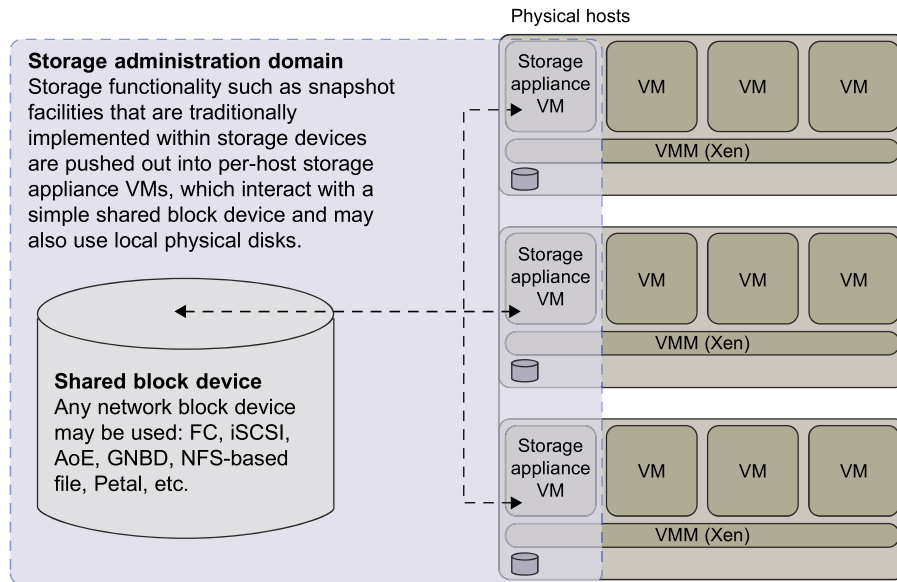 Physical hosts
Storage administration domain
Storage functionality such as snapshot
facilities that are traditionally
implemented within storage devices
are pushed out into per-host storage
appliance VMs, which interact with a
simple shared block device and may
also use local physical disks.
Shared block device
Any network block device
may be used: FC, iSCSI,
AoE, GNBD, NFS-based
file, Petal, etc.
Storage
appliance
VM
VM
VM
VM
VMM (Xen)
Storage
appliance
VM
VM
VM
VM
VMM (Xen)
Storage
appliance
VM
VM
VM
VM
VMM (Xen)